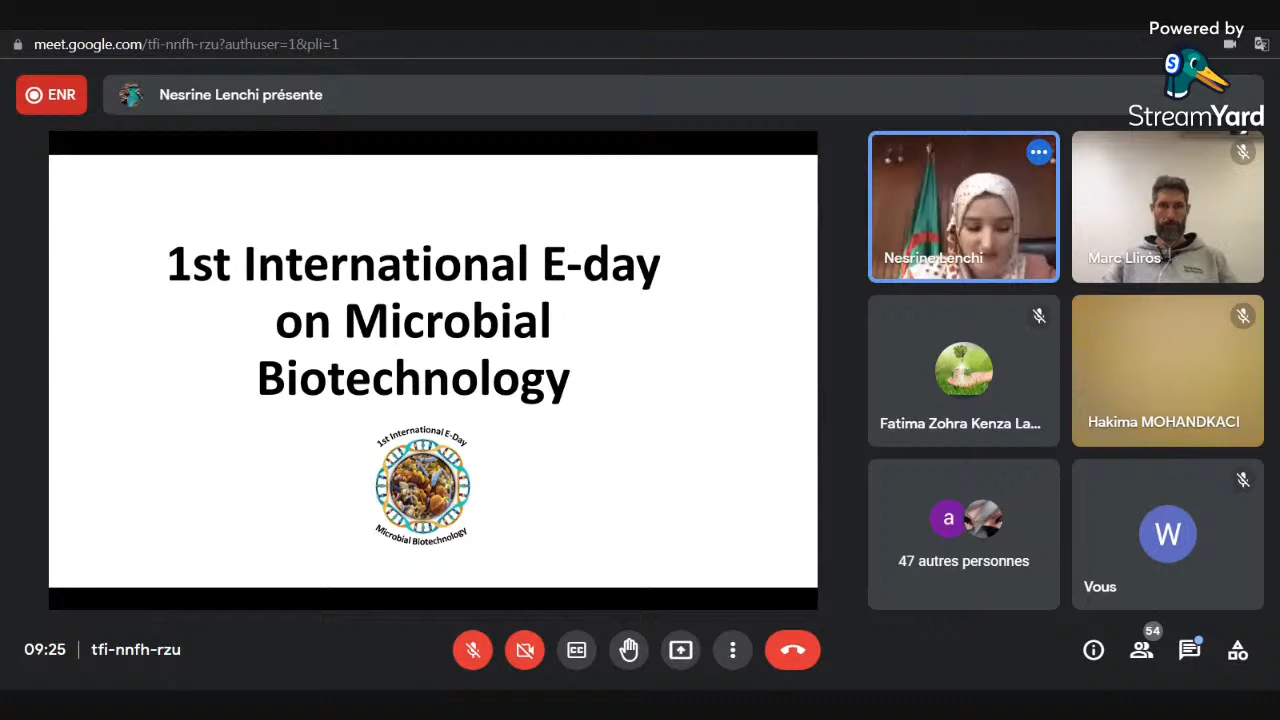 Powered by
meet.google.com/tfi-nnfh-rzu?authuser=1&pli=1
StreamYard
ENR
Nesrine Lenchi présente
1st International E-day
on Microbial
Biotechnology
1st International E-Day
Microbial Biotechnology
Nesrine Lenchi
Marc Lliròs
Fatima Zohra Kenza La...
Hakima MOHANDKACI
a
47 autres personnes
W
Vous
09:25
tfi-nnfh-rzu
CC
54